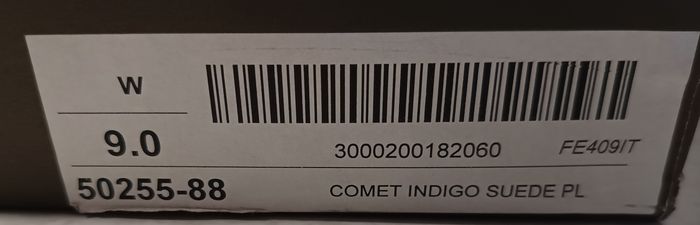 W
9.0
3000200182060
FE409IT
50255-88
COMET INDIGO SUEDE PL